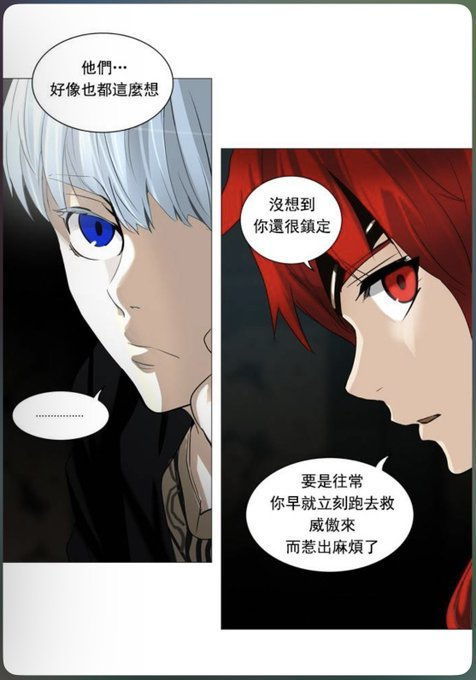 他們…
好像也都這麼想
……………
沒想到
你還很鎮定
要是往常
你早就立刻跑去救
威傲來
而惹出麻煩了